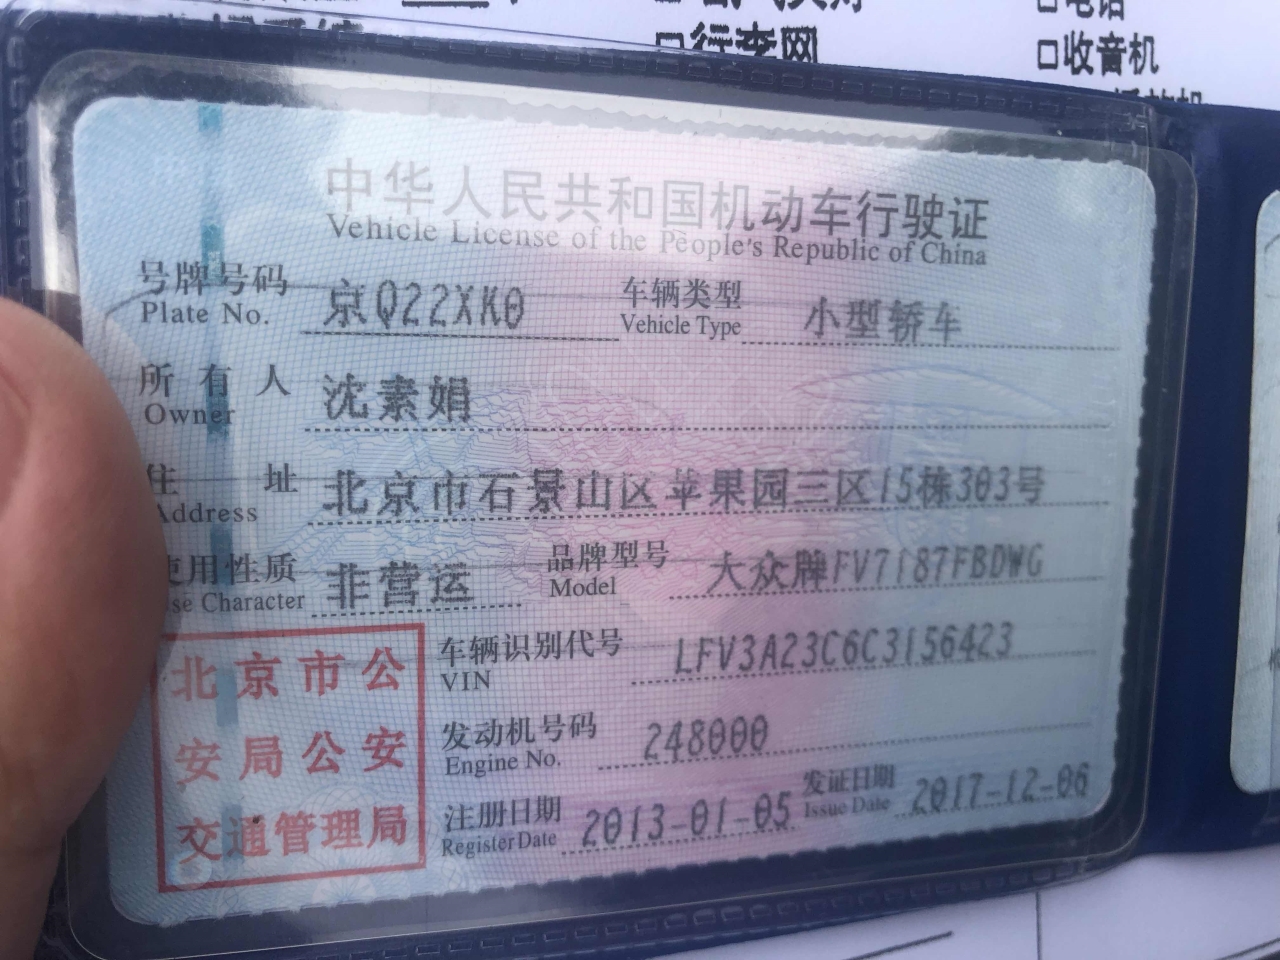 行李网
口收音机
中华人民共和国机动车行驶证
Vehicle License of the People's Republic of China
号牌号码 京Q22XK0 车辆类型 小型轿车
Plate No. Vehicle Type
所有人 沈素娟
Owner
住址 北京市石景山区苹果园三区15栋303号
Address
使用性质 非营运 品牌型号 大众牌FV7187FBDWG
Use Character Model
车辆识别代号 LFV3A23C6C3156423
VIN
发动机号码 248000
Engine No.
注册日期 2013-01-05 发证日期 2017-12-06
Register Date Issue Date
北京市公
安局公安
交通管理局